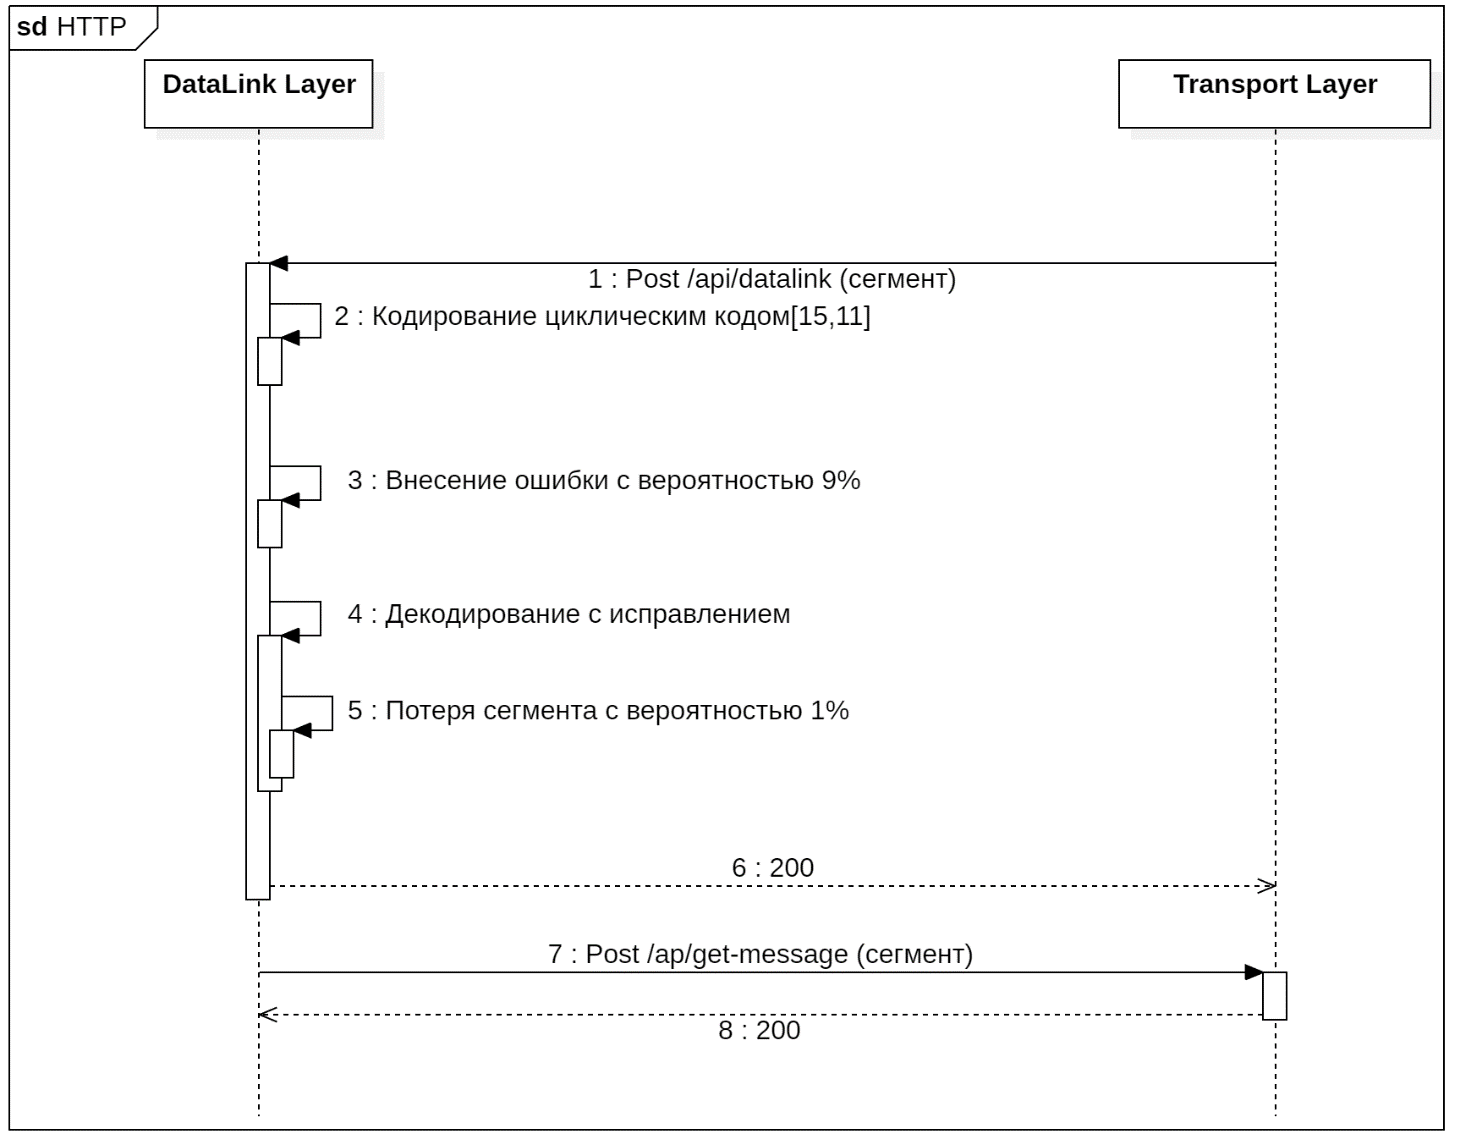 sd HTTP
DataLink Layer
Transport Layer
1 : Post /api/datalink (сегмент)
2 : Кодирование циклическим кодом[15,11]
3 : Внесение ошибки с вероятностью 9%
4 : Декодирование с исправлением
5 : Потеря сегмента с вероятностью 1%
6 : 200
7 : Post /ap/get-message (сегмент)
8 : 200